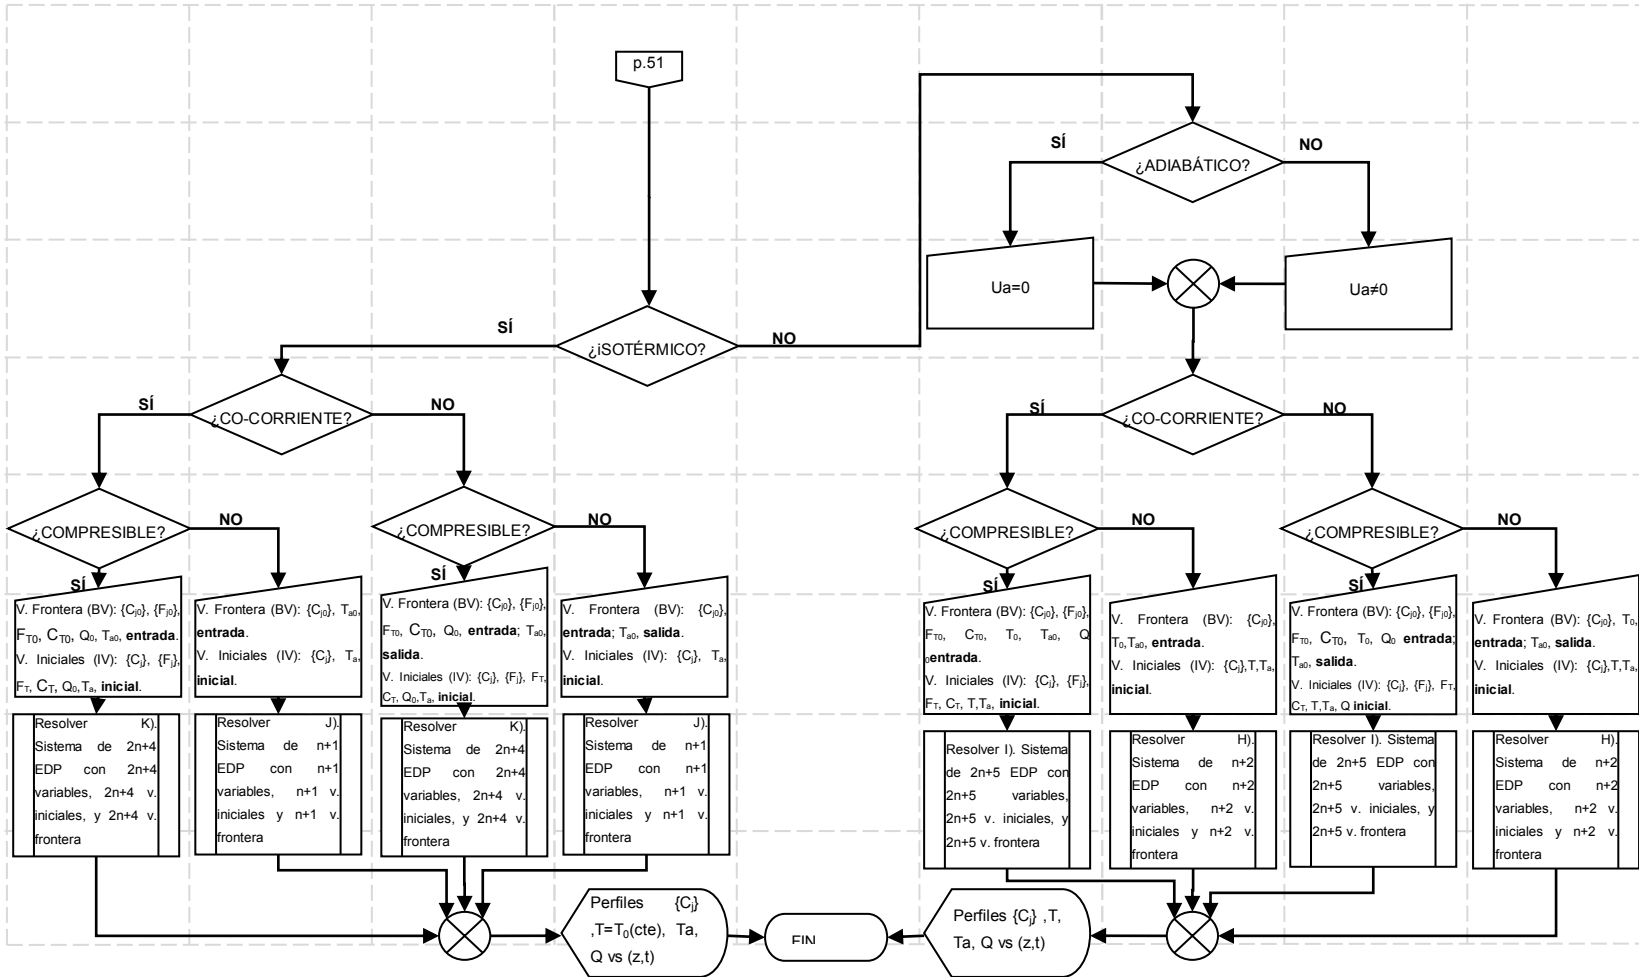 p.51
¿ADIABÁTICO?
SÍ
NO
Ua=0
Ua≠0
¿iSOTÉRMICO?
SÍ
NO
¿CO-CORRIENTE?
SÍ
NO
¿CO-CORRIENTE?
SÍ
NO
¿COMPRESIBLE?
NO
SÍ
¿COMPRESIBLE?
NO
SÍ
¿COMPRESIBLE?
NO
SÍ
¿COMPRESIBLE?
NO
SÍ
V. Frontera (BV): {Cj0}, {Fj0},
FT0, CT0, Q0, Ta0, entrada.
V. Iniciales (IV): {Cj}, {Fj},
FT, CT, Q0,Ta, inicial.
V. Frontera (BV): {Cj0}, Ta0,
entrada.
V. Iniciales (IV): {Cj}, Ta,
inicial.
V. Frontera (BV): {Cj0}, {Fj0},
FT0, CT0, Q0, entrada; Ta0,
salida.
V. Iniciales (IV): {Cj}, {Fj}, FT,
CT, Q0,Ta, inicial.
V. Frontera (BV): {Cj0},
entrada; Ta0, salida.
V. Iniciales (IV): {Cj}, Ta,
inicial.
V. Frontera (BV): {Cj0}, {Fj0},
FT0, CT0, T0, Ta0, Q
0entrada.
V. Iniciales (IV): {Cj}, {Fj},
FT, CT, T,Ta, inicial.
V. Frontera (BV): {Cj0},
T0,Ta0, entrada.
V. Iniciales (IV): {Cj},T,Ta,
inicial.
V. Frontera (BV): {Cj0}, {Fj0},
FT0, CT0, T0, Q0 entrada;
Ta0, salida.
V. Iniciales (IV): {Cj}, {Fj}, FT,
CT, T,Ta, Q inicial.
V. Frontera (BV): {Cj0}, T0,
entrada; Ta0, salida.
V. Iniciales (IV): {Cj},T,Ta,
inicial.
Resolver K).
Sistema de 2n+4
EDP con 2n+4
variables, 2n+4 v.
iniciales, y 2n+4 v.
frontera
Resolver J).
Sistema de n+1
EDP con n+1
variables, n+1 v.
iniciales y n+1 v.
frontera
Resolver K).
Sistema de 2n+4
EDP con 2n+4
variables, 2n+4 v.
iniciales, y 2n+4 v.
frontera
Resolver J).
Sistema de n+1
EDP con n+1
variables, n+1 v.
iniciales y n+1 v.
frontera
Resolver I). Sistema
de 2n+5 EDP con
2n+5 variables,
2n+5 v. iniciales, y
2n+5 v. frontera
Resolver H).
Sistema de n+2
EDP con n+2
variables, n+2 v.
iniciales y n+2 v.
frontera
Resolver I). Sistema
de 2n+5 EDP con
2n+5 variables,
2n+5 v. iniciales, y
2n+5 v. frontera
Resolver H).
Sistema de n+2
EDP con n+2
variables, n+2 v.
iniciales y n+2 v.
frontera
Perfiles {Cj}
,T=T0(cte), Ta,
Q vs (z,t)
FIN
Perfiles {Cj} ,T,
Ta, Q vs (z,t)